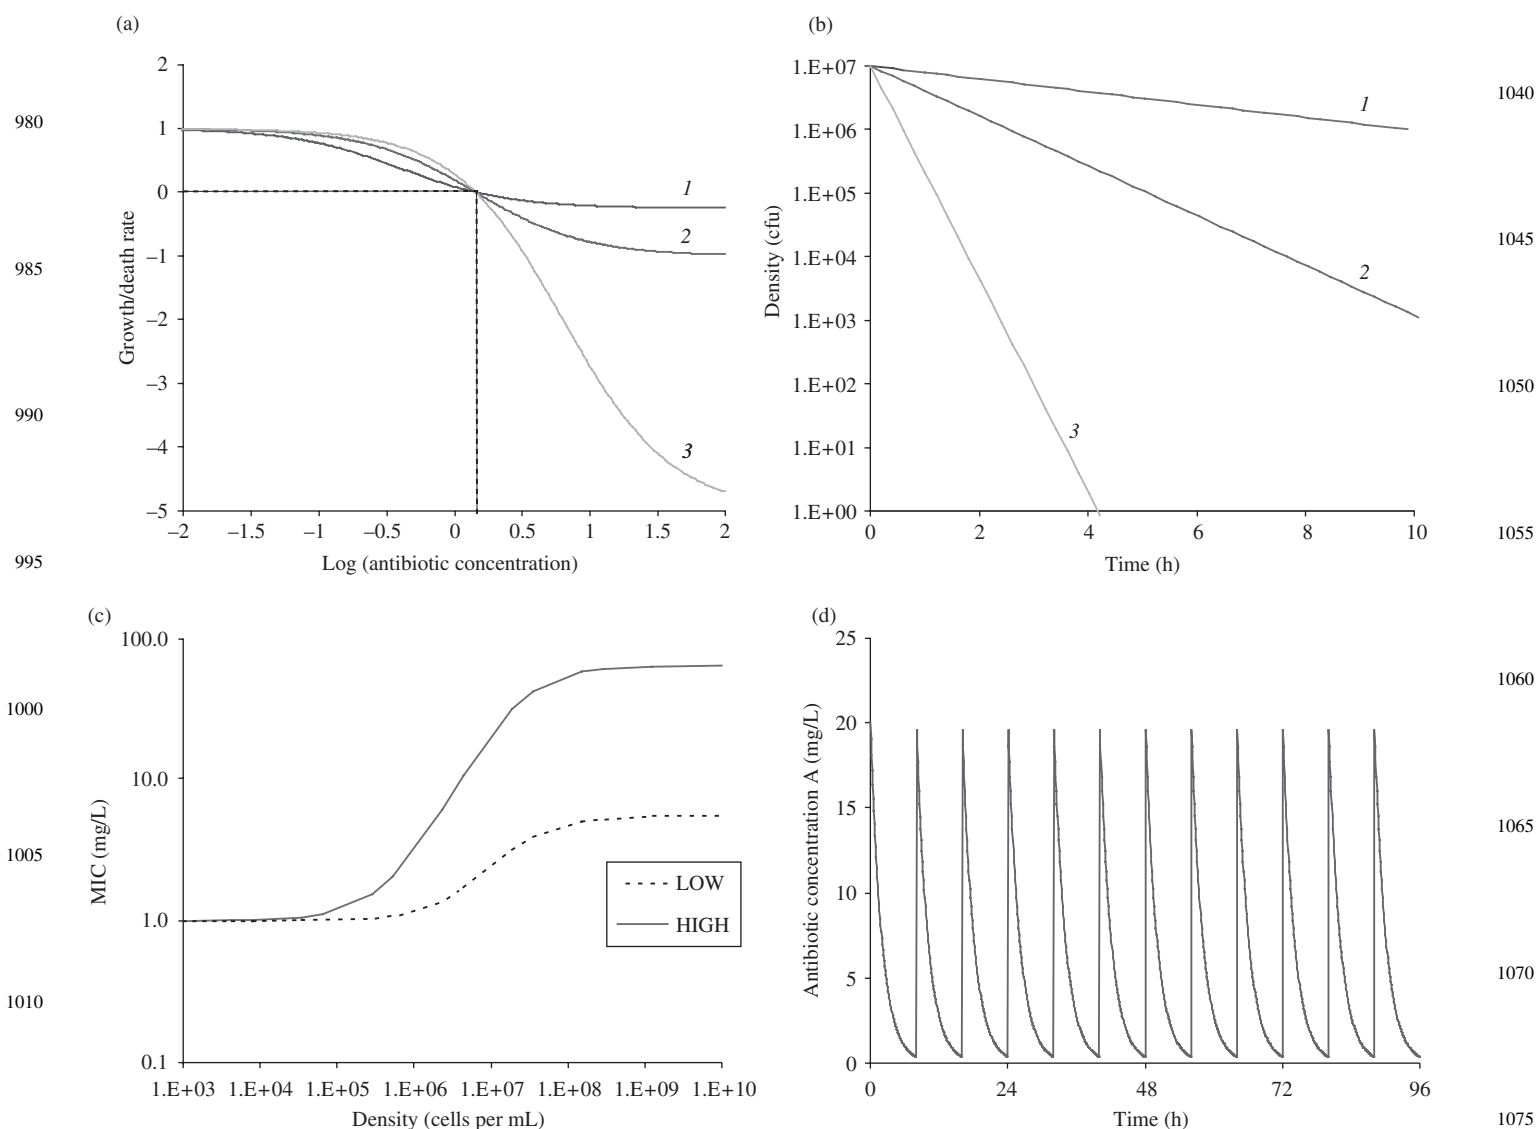 (a)
2
1
0
–1
–2
–3
–4
–5
Growth/death rate
1
2
3
–2
–1.5
–1
–0.5
0
0.5
1
1.5
2
Log (antibiotic concentration)
(b)
1.E+07
1.E+06
1.E+05
1.E+04
1.E+03
1.E+02
1.E+01
1.E+00
Density (cfu)
1
2
3
0
2
4
6
8
10
Time (h)
(c)
100.0
10.0
1.0
0.1
MIC (mg/L)
LOW
HIGH
1.E+03
1.E+04
1.E+05
1.E+06
1.E+07
1.E+08
1.E+09
1.E+10
Density (cells per mL)
(d)
25
20
15
10
5
0
Antibiotic concentration A (mg/L)
0
24
48
72
96
Time (h)
980
985
990
995
1000
1005
1010
1040
1045
1050
1055
1060
1065
1070
1075